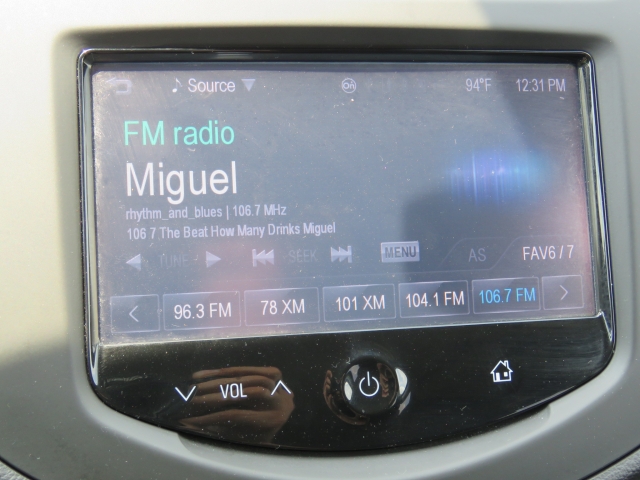 Source 94°F 12:31 PM
FM radio
Miguel
rhythm_and_blues | 106.7 MHz
106 7 The Beat How Many Drinks Miguel
TUNE SEEK MENU AS FAV6 / 7
< 96.3 FM 78 XM 101 XM 104.1 FM 106.7 FM >
VOL